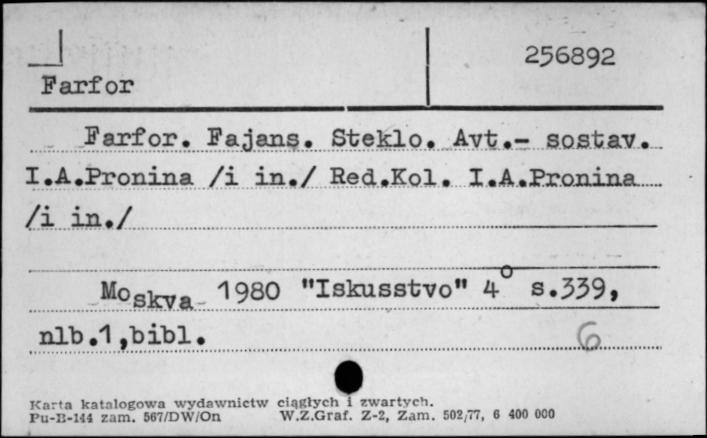 256892
Farfor
Farfor. Fajans. Steklo. Avt.- sostav.
I.A.Pronina /i in./ Red.Kol. I.A.Pronina
/i in./
Moskva 1980 "Iskusstvo" 4° s.339,
nlb.1,bibl.
6
Karta katalogowa wydawnictw ciągłych i zwartych.
Pu-B-144 zam. 567/DW/On W.Z.Graf. Z-2, Zam. 502/77, 6 400 000